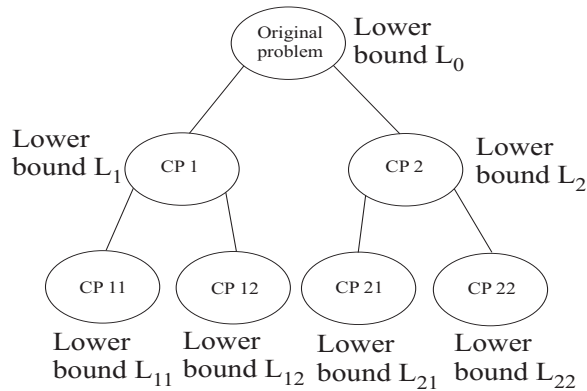 Original
problem
Lower
bound L₀
Lower
bound L₁
CP 1
CP 2
Lower
bound L₂
CP 11
CP 12
CP 21
CP 22
Lower
bound L₁₁
Lower
bound L₁₂
Lower
bound L₂₁
Lower
bound L₂₂